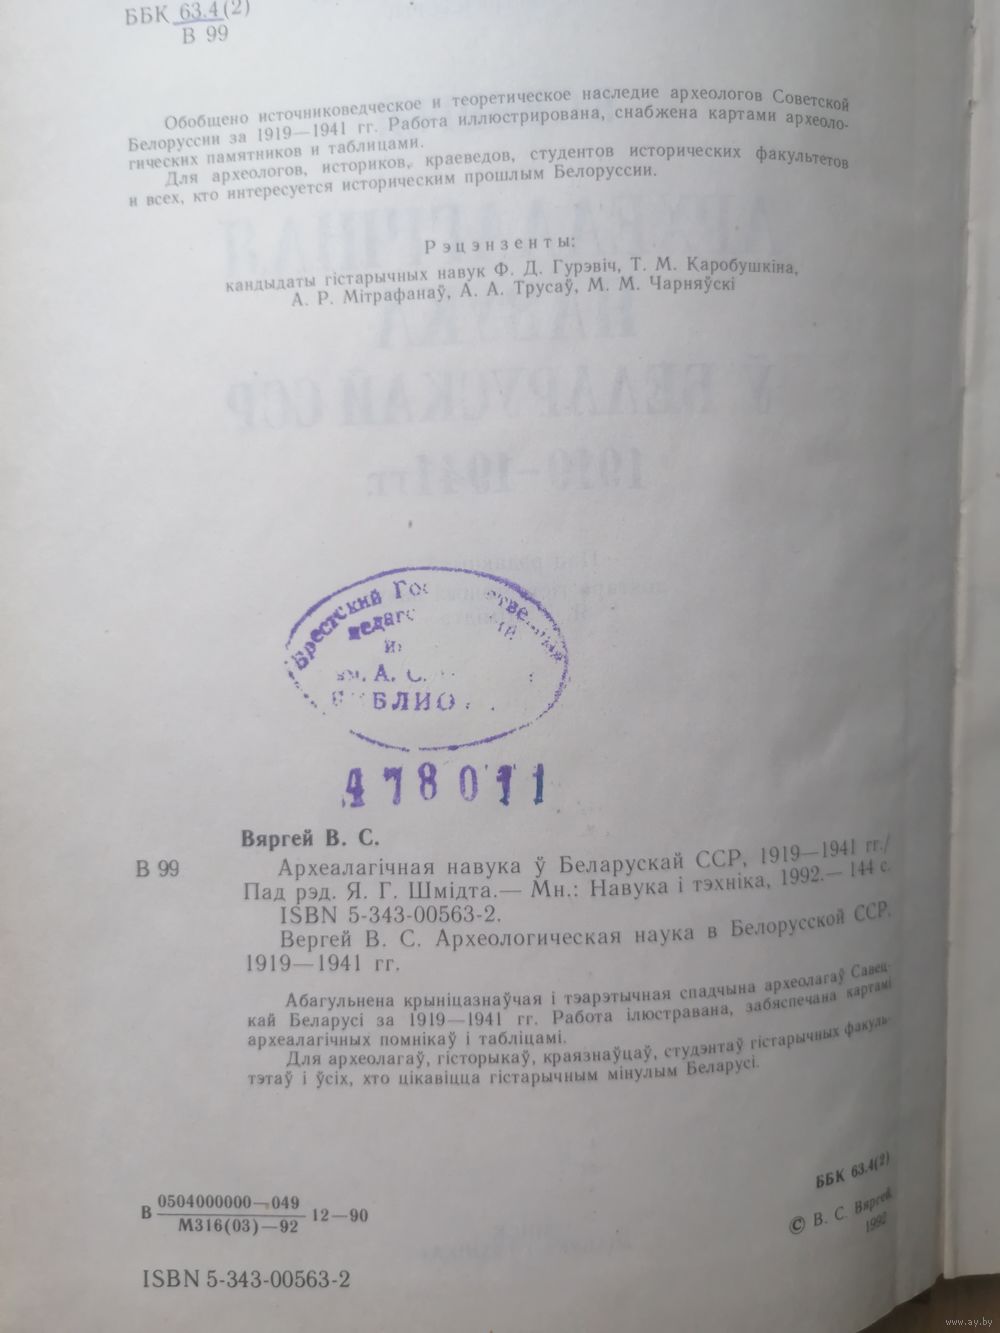 ББК 63.4(2)
В 99
Обобщено источниковедческое и теоретическое наследие археологов Советской
Белоруссии за 1919—1941 гг. Работа иллюстрирована, снабжена картами археоло-
гических памятников и таблицами.
Для археологов, историков, краеведов, студентов исторических факультетов
и всех, кто интересуется историческим прошлым Белоруссии.
Рэцэнзенты:
кандыдаты гістарычных навук Ф. Д. Гурэвіч, Т. М. Каробушкіна,
А. Р. Мітрафанаў, А. А. Трусаў, М. М. Чарняўскі
Брестский
им. А. С.
478011
Вяргей В. С.
В 99
Археалагічная навука ў Беларускай ССР, 1919—1941 гг./
Пад рэд. Я. Г. Шмідта.— Мн.: Навука і тэхніка, 1992.— 144 с.
ISBN 5-343-00563-2.
Вергей В. С. Археологическая наука в Белорусской ССР.
1919—1941 гг.
Абагульнена крыніцазнаўчая і тэарэтычная спадчына археолагаў Савец-
кай Беларусі за 1919—1941 гг. Работа ілюстравана, забяспечана картамі
археалагічных помнікаў і табліцамі.
Для археолагаў, гісторыкаў, краязнаўцаў, студэнтаў гістарычных факуль-
тэтаў і ўсіх, хто цікавіцца гістарычным мінулым Беларусі.
ББК 63.4(2)
В 0504000000—049 12—90
М316(03)—92
© В. С. Вяргей
1992
ISBN 5-343-00563-2
www.ay.by